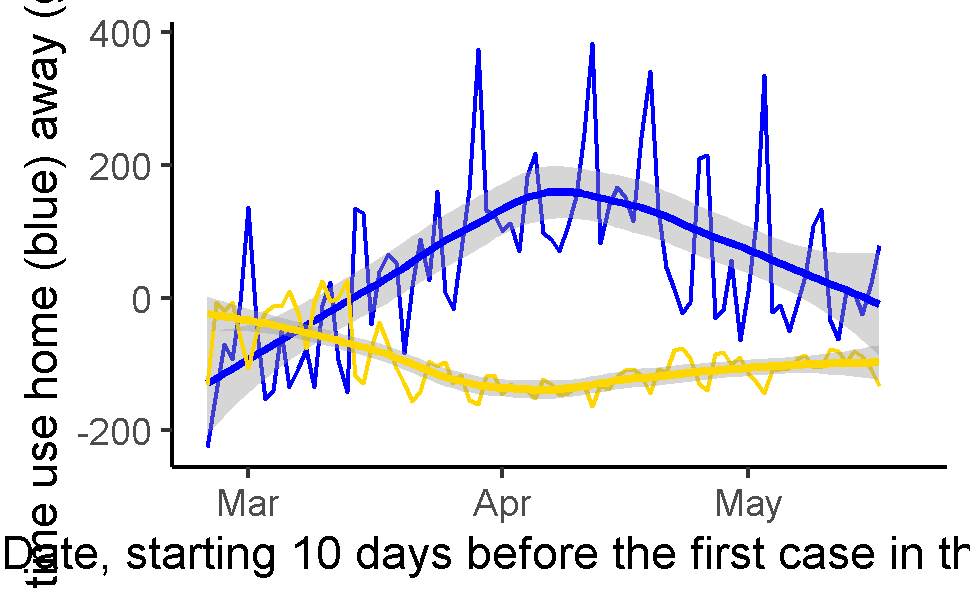 time use home (blue) away (
400
200
0
-200
Mar Apr May
Date, starting 10 days before the first case in th